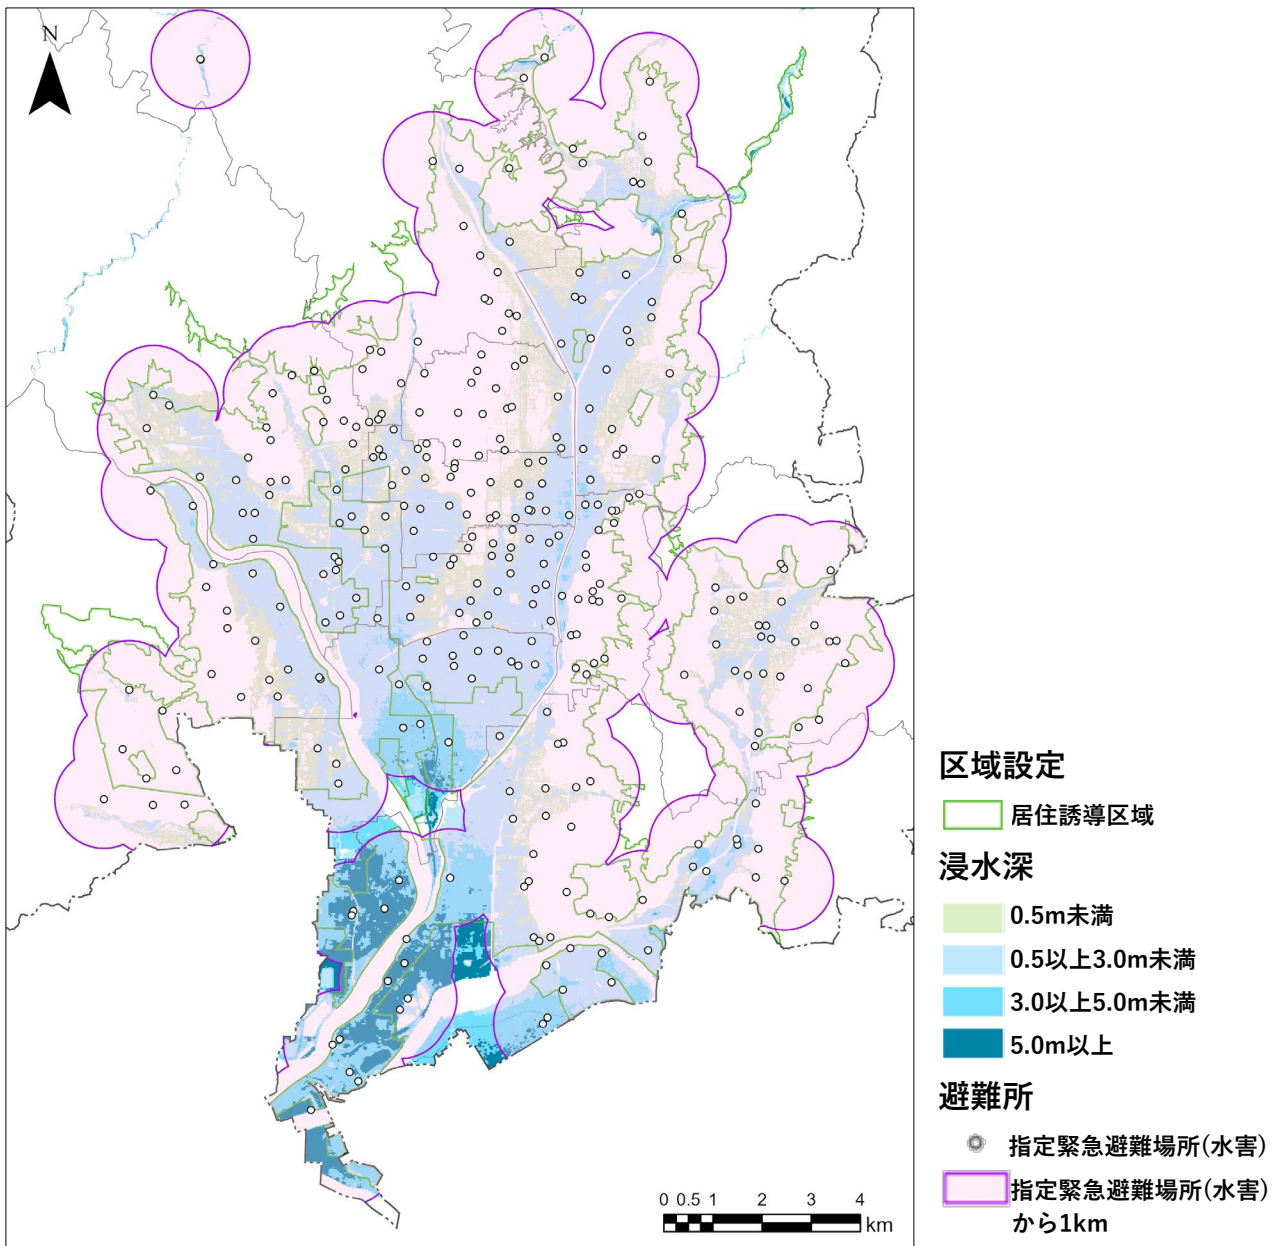 N
区域設定
居住誘導区域
浸水深
0.5m未満
0.5以上3.0m未満
3.0以上5.0m未満
5.0m以上
避難所
指定緊急避難場所(水害)
指定緊急避難場所(水害)
から1km
0 0.5 1 2 3 4
km